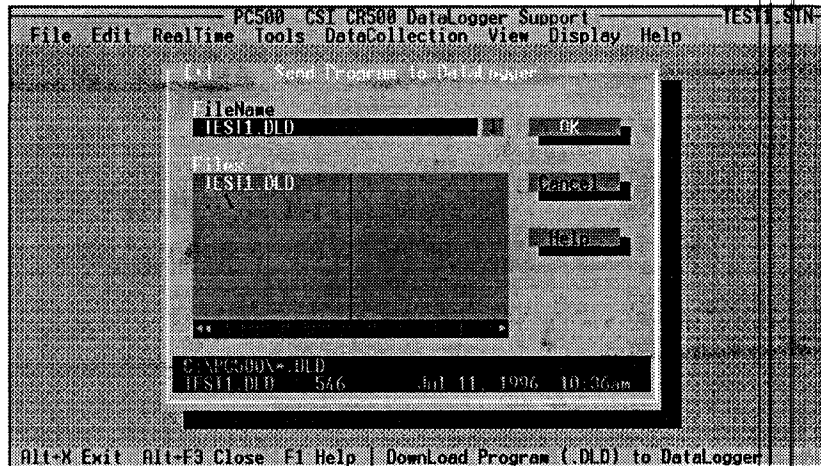 PC500 CSI CR500 DataLogger Support TEST1.STN
File Edit RealTime Tools DataCollection View Display Help
Send Program to DataLogger
FileName
TEST1.DLD
OK
Files
TEST1.DLD
Cancel
Help
C:\PC500\*.DLD
TEST1.DLD 546 Jul 11, 1996 10:36am
Alt-X Exit Alt-F3 Close F1 Help | DownLoad Program (.DLD) to DataLogger